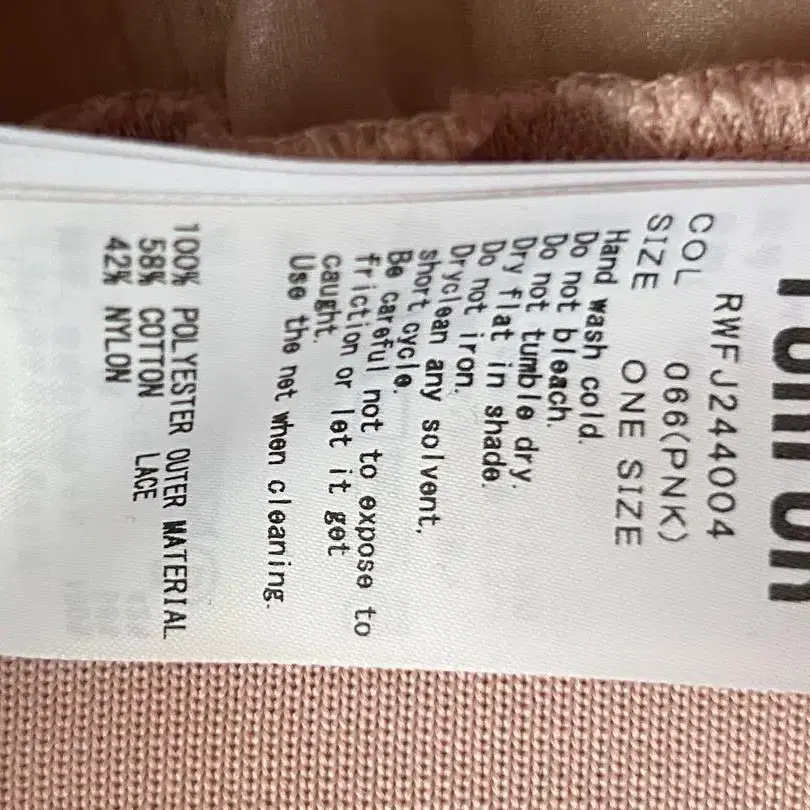 RWFJ244004
COL 066(PNK)
SIZE ONE SIZE
Hand wash cold.
Do not bleach.
Do not tumble dry.
Dry flat in shade.
Do not iron.
Dryclean any solvent,
short cycle.
Be careful not to expose to
friction or let it get
caught.
Use the net when cleaning.
100% POLYESTER OUTER MATERIAL
58% COTTON LACE
42% NYLON